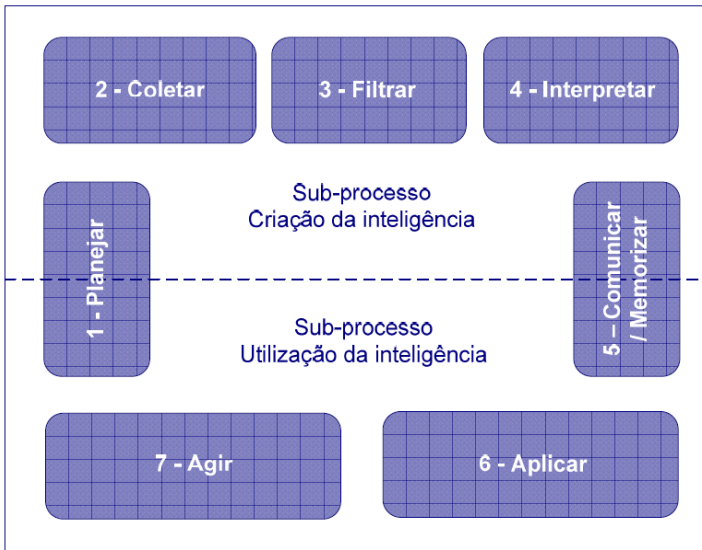 2 - Coletar
3 - Filtrar
4 - Interpretar
Sub-processo
Criação da inteligência
1 - Planejar
5 – Comunicar
/ Memorizar
Sub-processo
Utilização da inteligência
7 - Agir
6 - Aplicar